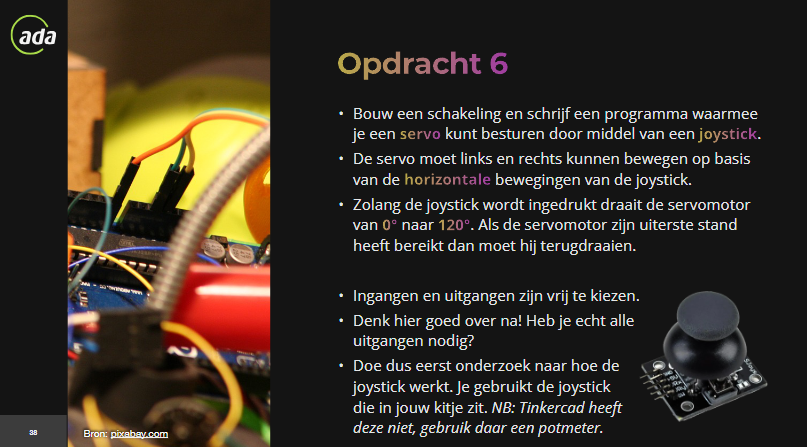 ada
Opdracht 6
• Bouw een schakeling en schrijf een programma waarmee
je een servo kunt besturen door middel van een joystick.
• De servo moet links en rechts kunnen bewegen op basis
van de horizontale bewegingen van de joystick.
• Zolang de joystick wordt ingedrukt draait de servomotor
van 0° naar 120°. Als de servomotor zijn uiterste stand
heeft bereikt dan moet hij terugdraaien.
• Ingangen en uitgangen zijn vrij te kiezen.
• Denk hier goed over na! Heb je echt alle
uitgangen nodig?
• Doe dus eerst onderzoek naar hoe de
joystick werkt. Je gebruikt de joystick
die in jouw kitje zit. NB: Tinkercad heeft
deze niet, gebruik daar een potmeter.
38
Bron: pixabay.com